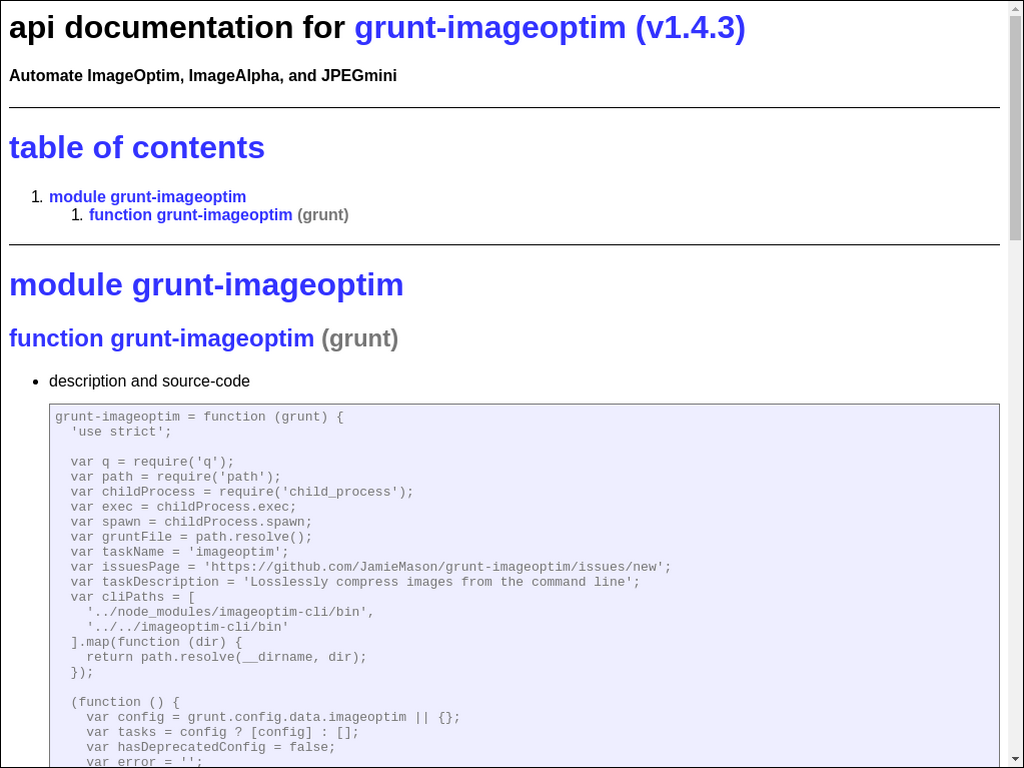 api documentation for grunt-imageoptim (v1.4.3)
Automate ImageOptim, ImageAlpha, and JPEGmini
table of contents
1. module grunt-imageoptim
1. function grunt-imageoptim (grunt)
module grunt-imageoptim
function grunt-imageoptim (grunt)
• description and source-code
grunt-imageoptim = function (grunt) {
  'use strict';

  var q = require('q');
  var path = require('path');
  var childProcess = require('child_process');
  var exec = childProcess.exec;
  var spawn = childProcess.spawn;
  var gruntFile = path.resolve();
  var taskName = 'imageoptim';
  var issuesPage = 'https://github.com/JamieMason/grunt-imageoptim/issues/new';
  var taskDescription = 'Losslessly compress images from the command line';
  var cliPaths = [
    '../node_modules/imageoptim-cli/bin',
    '../../imageoptim-cli/bin'
  ].map(function (dir) {
    return path.resolve(__dirname, dir);
  });

  (function () {
    var config = grunt.config.data.imageoptim || {};
    var tasks = config ? [config] : [];
    var hasDeprecatedConfig = false;
    var error = '';